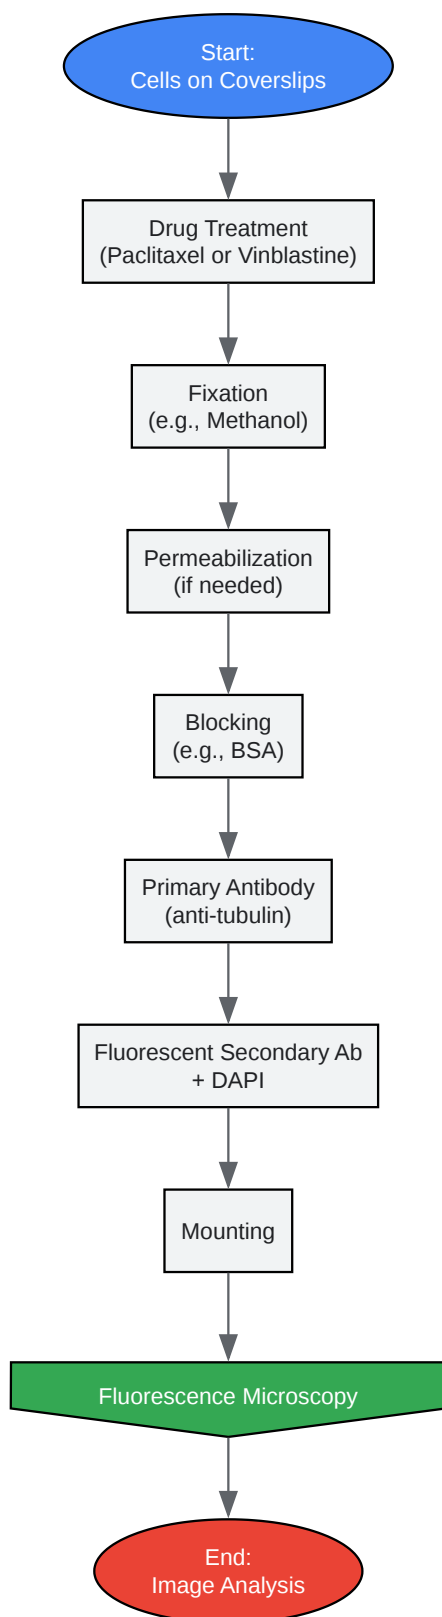 Start:
Cells on Coverslips
Drug Treatment
(Paclitaxel or Vinblastine)
Fixation
(e.g., Methanol)
Permeabilization
(if needed)
Blocking
(e.g., BSA)
Primary Antibody
(anti-tubulin)
Fluorescent Secondary Ab
+ DAPI
Mounting
Fluorescence Microscopy
End:
Image Analysis